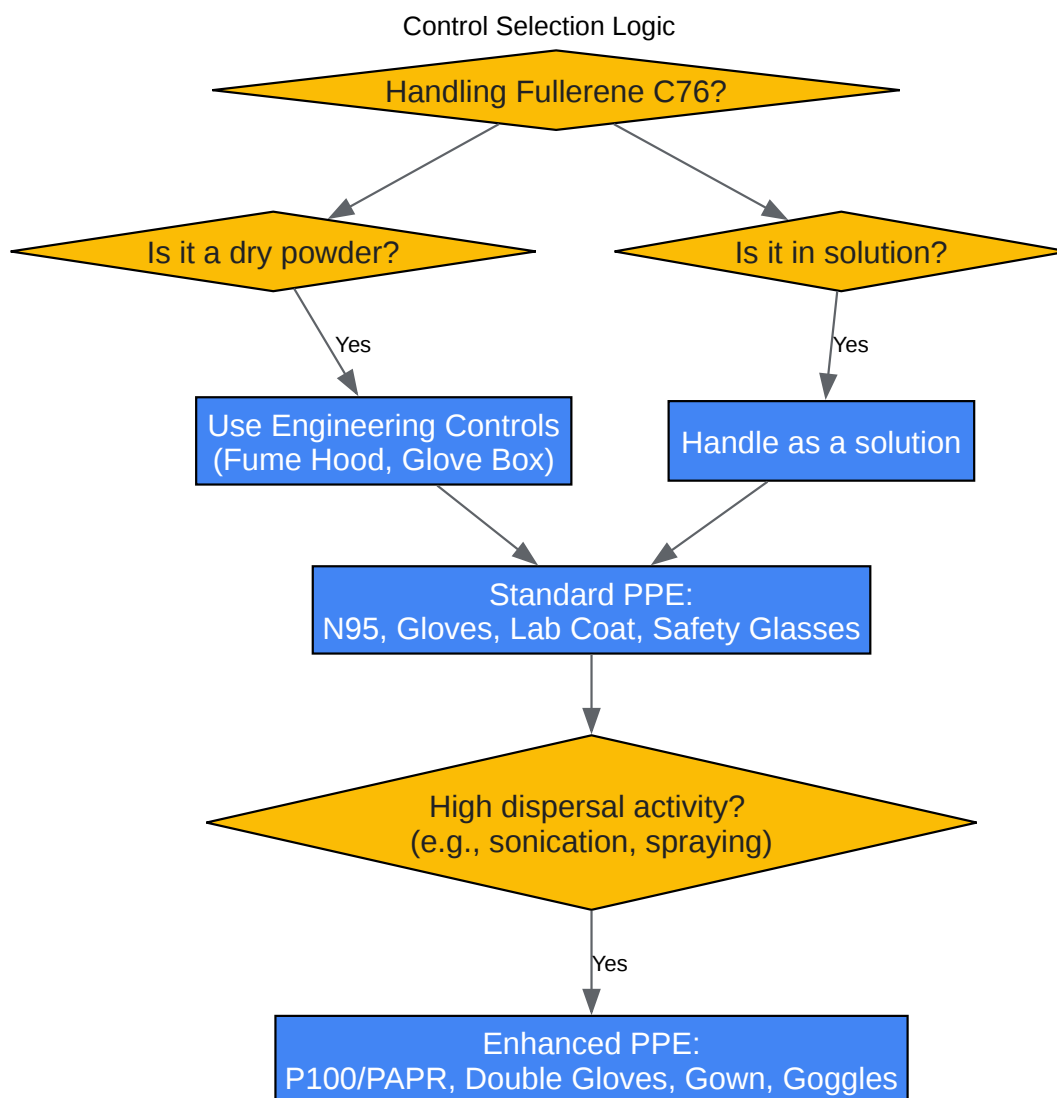 Control Selection Logic
Handling Fullerene C76?
Is it a dry powder?
Is it in solution?
Yes
Yes
Use Engineering Controls
(Fume Hood, Glove Box)
Handle as a solution
Standard PPE:
N95, Gloves, Lab Coat, Safety Glasses
High dispersal activity?
(e.g., sonication, spraying)
Yes
Enhanced PPE:
P100/PAPR, Double Gloves, Gown, Goggles